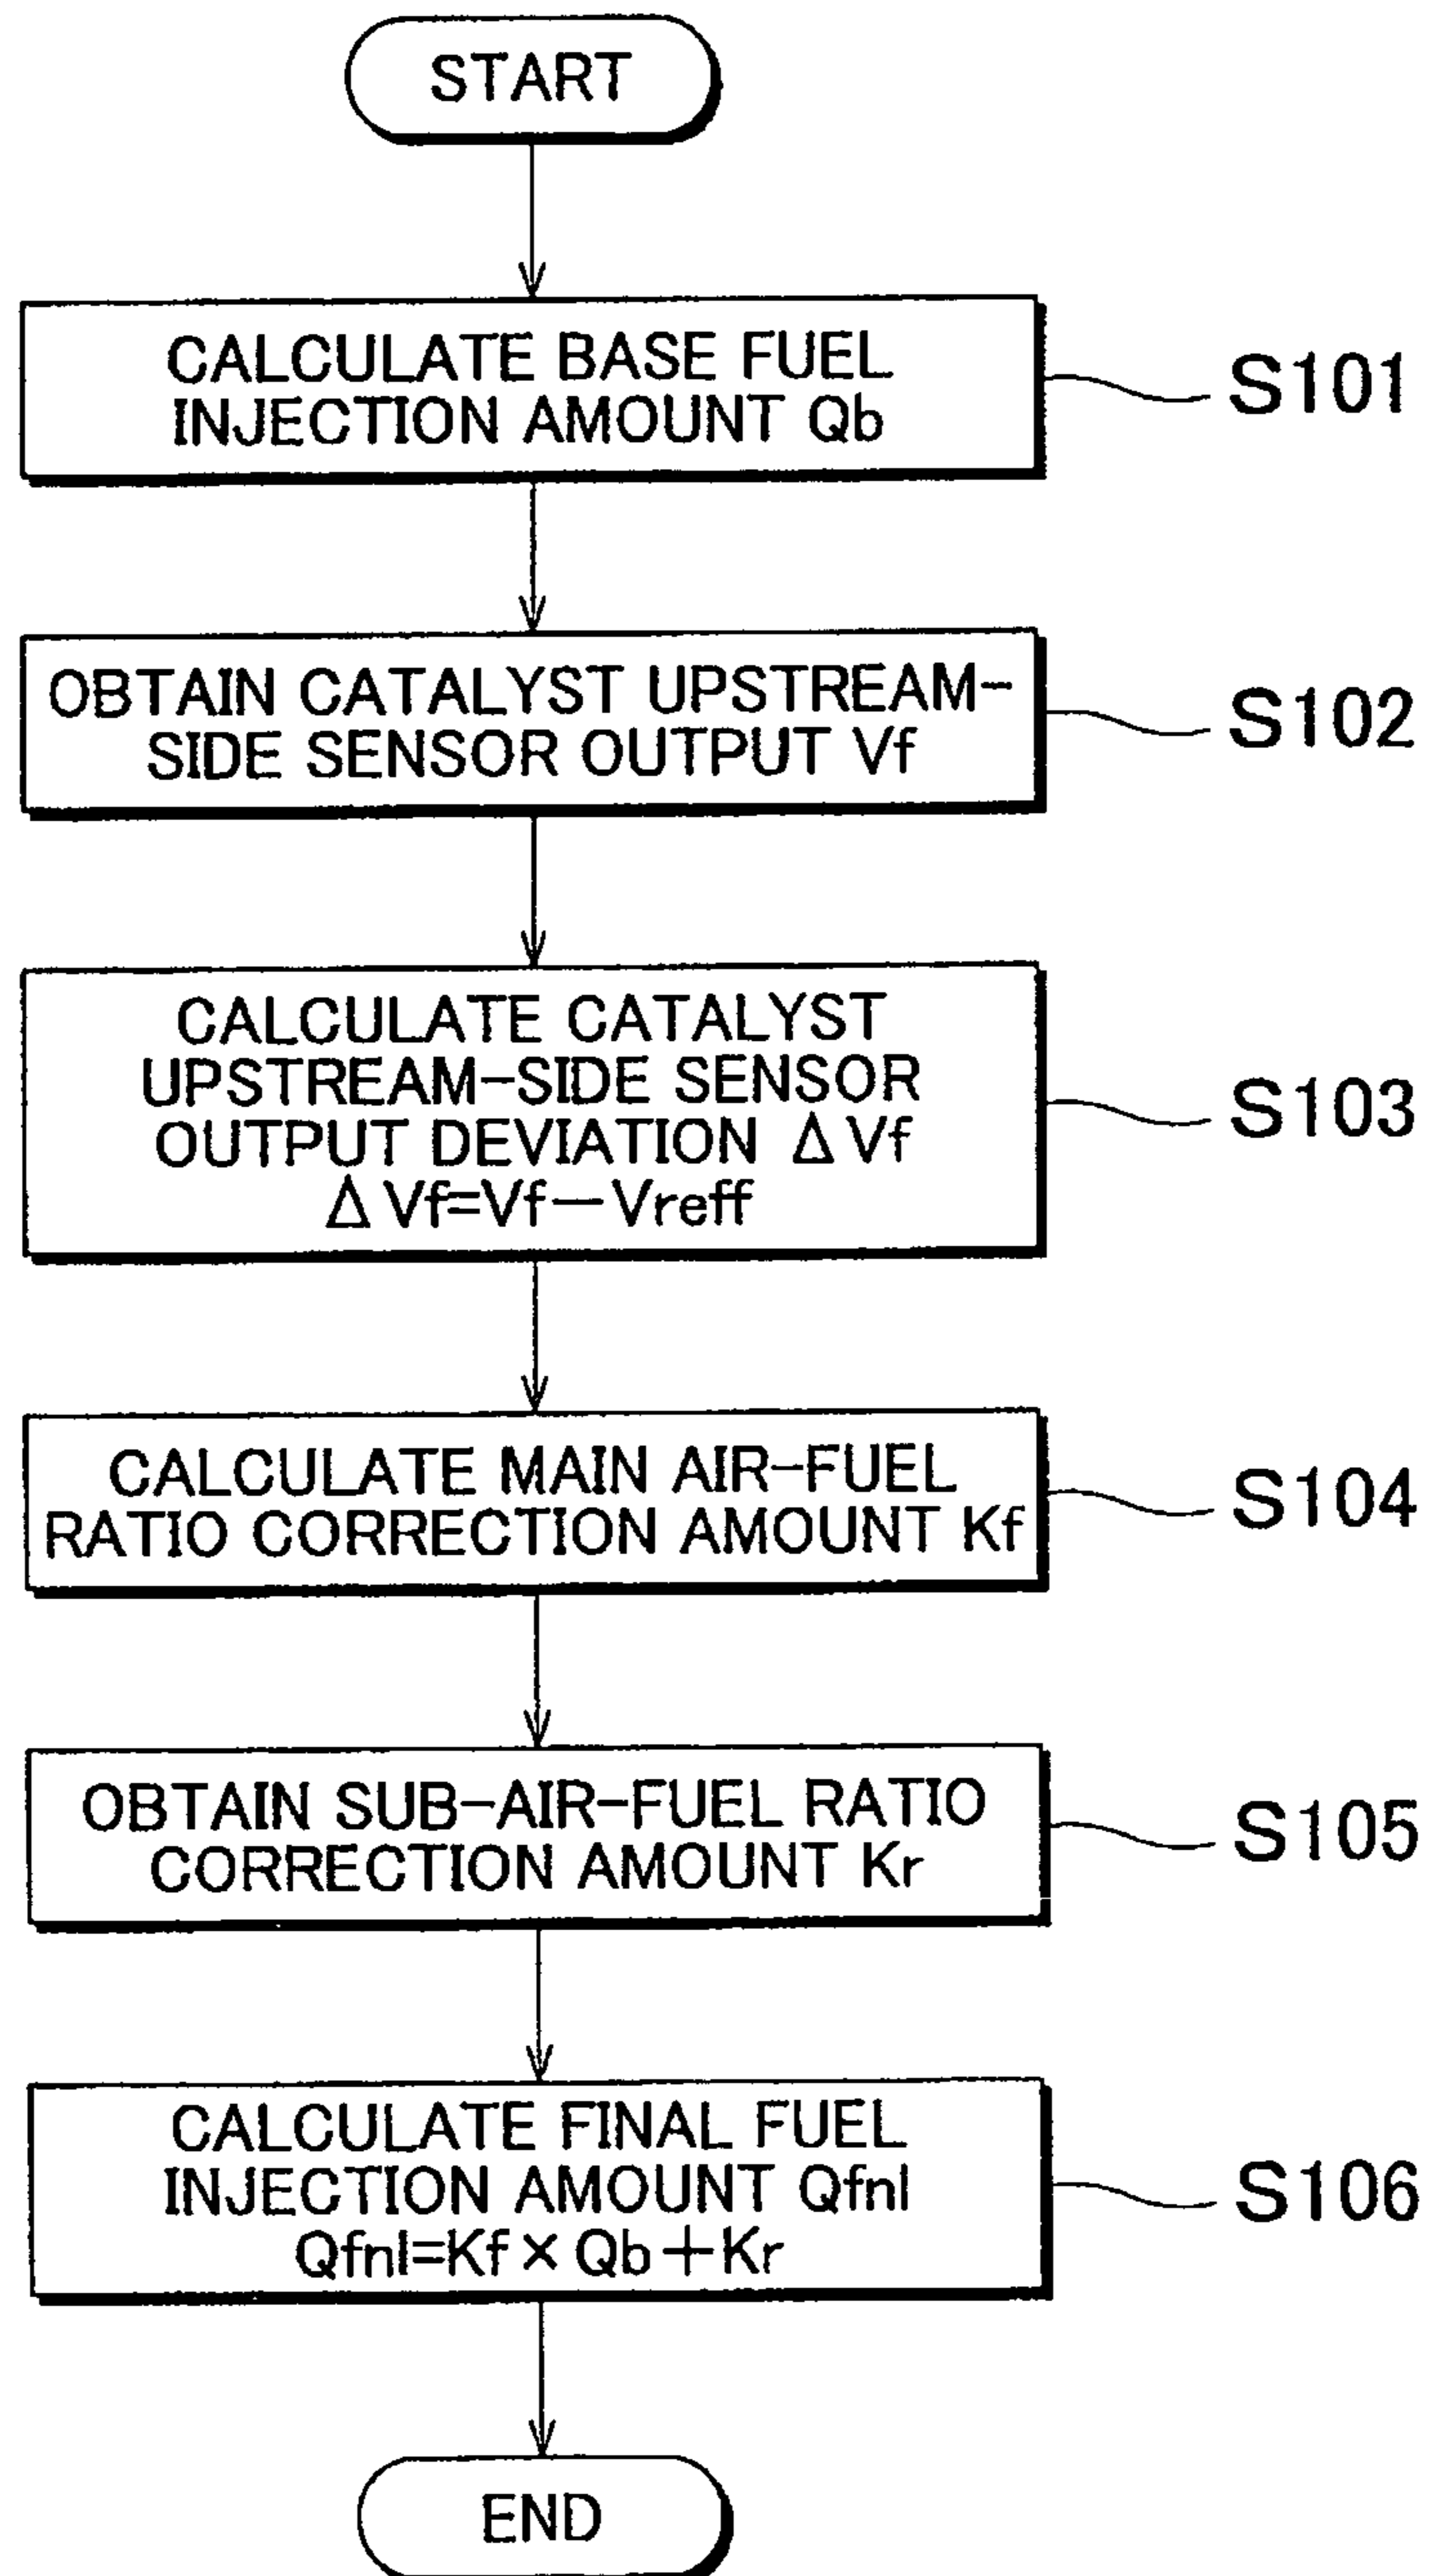 START
CALCULATE BASE FUEL
INJECTION AMOUNT Qb
S101
OBTAIN CATALYST UPSTREAM-
SIDE SENSOR OUTPUT Vf
S102
CALCULATE CATALYST
UPSTREAM-SIDE SENSOR
OUTPUT DEVIATION Δ Vf
Δ Vf=Vf−Vreff
S103
CALCULATE MAIN AIR-FUEL
RATIO CORRECTION AMOUNT Kf
S104
OBTAIN SUB-AIR-FUEL RATIO
CORRECTION AMOUNT Kr
S105
CALCULATE FINAL FUEL
INJECTION AMOUNT Qfnl
Qfnl=Kf × Qb+Kr
S106
END